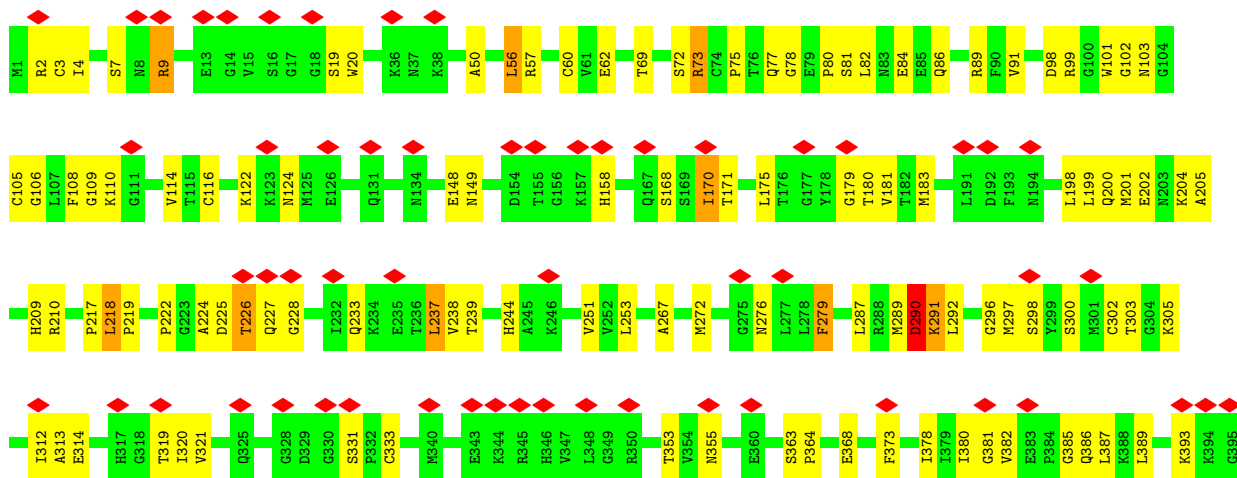 M1 R2 C3 I4 S7 N8 R9 E13 G14 V15 S16 G17 G18 S19 W20 K36 N37 K38 A50 L56 R57 C60 V61 E62 T69 S72 R73 C74 P75 T76 Q77 G78 E79 P80 S81 L82 N83 E84 E85 Q86 R89 F90 V91 D98 R99 G100 W101 G102 N103 G104
C105 G106 L107 F108 G109 K110 G111 V114 T115 C116 K122 K123 N124 M125 E126 Q131 N134 E148 N149 D154 T155 G156 K157 H158 Q167 S168 S169 I170 T171 L175 T176 G177 Y178 G179 T180 V181 T182 M183 L191 D192 F193 N194 L198 L199 Q200 M201 E202 N203 K204 A205
H209 R210 P217 L218 P219 P222 G223 A224 D225 T226 Q227 G228 I232 Q233 K234 E235 T236 L237 V238 T239 H244 A245 K246 V251 V252 L253 A267 M272 G275 N276 L277 L278 F279 L287 R288 M289 D290 K291 L292 G296 M297 S298 Y299 S300 M301 C302 T303 G304 K305
I312 A313 E314 H317 G318 T319 I320 V321 Q325 G328 D329 G330 S331 P332 C333 M340 E343 K344 R345 H346 V347 L348 G349 R350 T353 V354 N355 E360 S363 P364 E368 F373 I378 I379 I380 G381 V382 E383 P384 G385 Q386 L387 K388 L389 K393 K394 G395